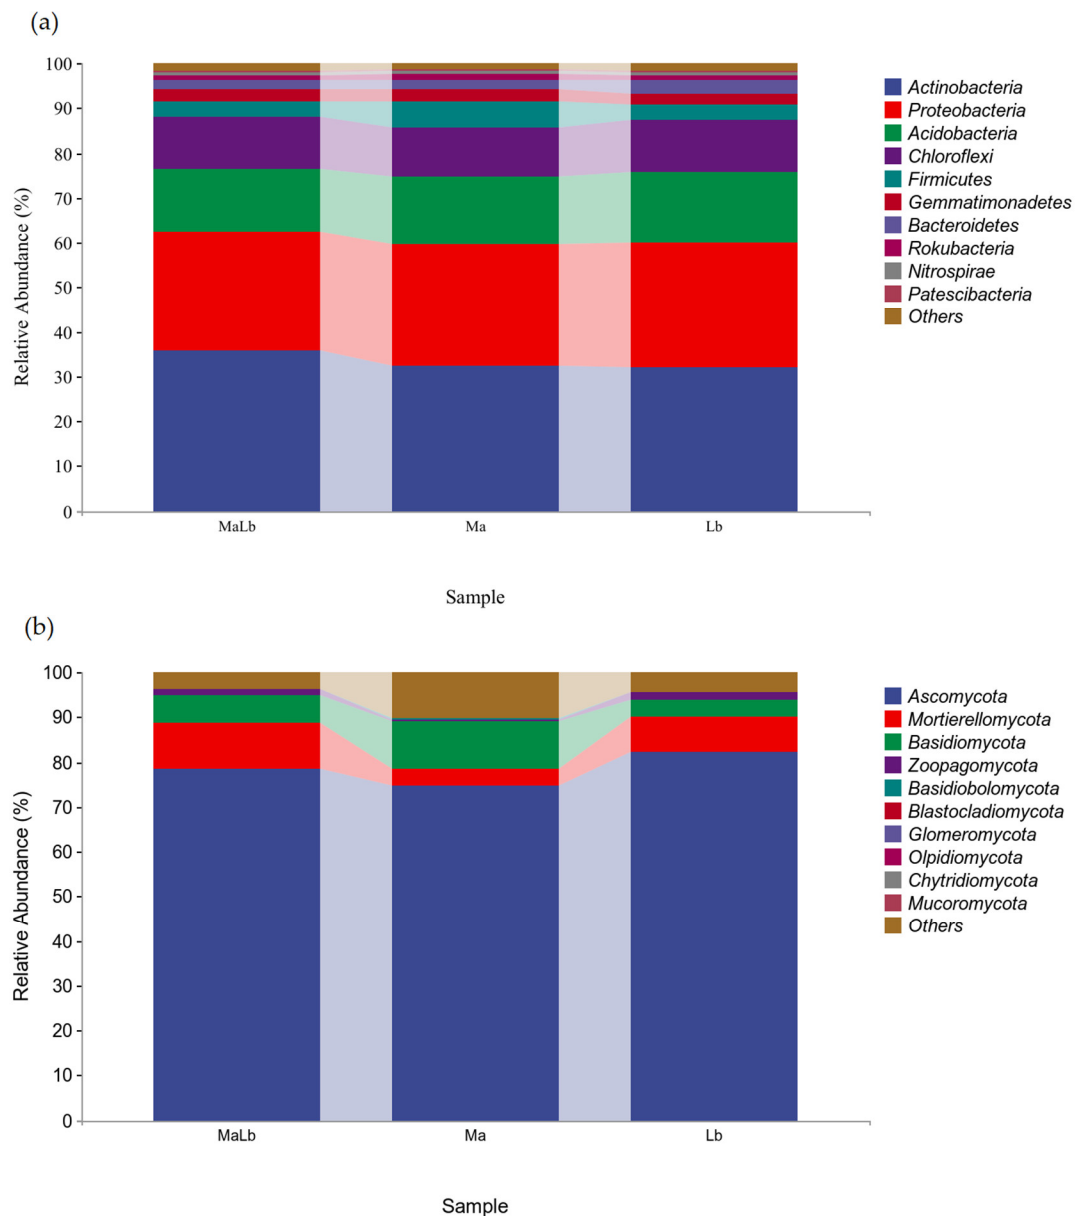 (a)
100
90
80
70
60
50
40
30
20
10
0
Relative Abundance (%)
MaLb Ma Lb
Sample
Actinobacteria
Proteobacteria
Acidobacteria
Chloroflexi
Firmicutes
Gemmatimonadetes
Bacteroidetes
Rokubacteria
Nitrospirae
Patescibacteria
Others
(b)
100
90
80
70
60
50
40
30
20
10
0
Relative Abundance (%)
MaLb Ma Lb
Sample
Ascomycota
Mortierellomycota
Basidiomycota
Zoopagomycota
Basidiobolomycota
Blastocladiomycota
Glomeromycota
Olpidiomycota
Chytridiomycota
Mucoromycota
Others